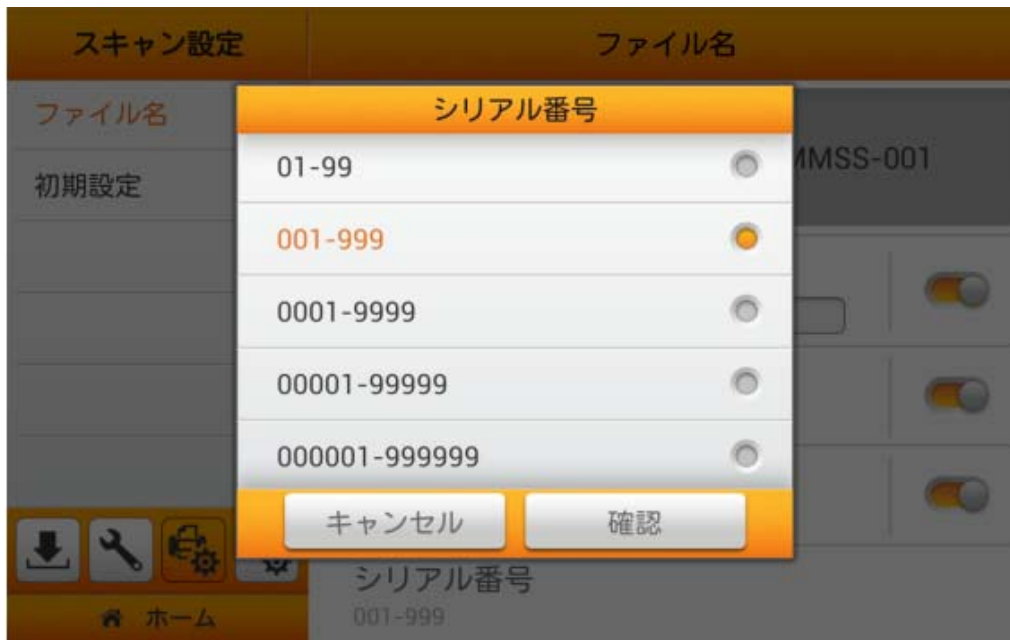 スキャン設定
ファイル名
ファイル名
初期設定
MMSS-001
シリアル番号
01-99
001-999
0001-9999
00001-99999
000001-999999
キャンセル
確認
シリアル番号
001-999
ホーム